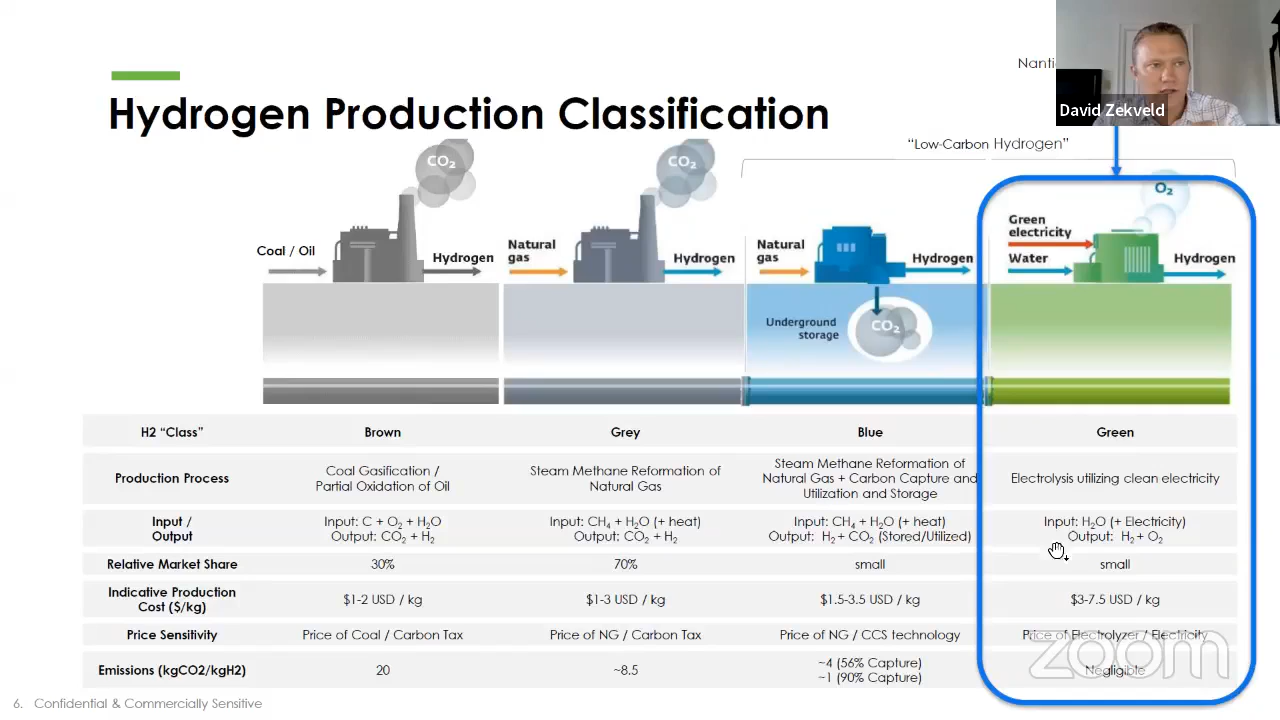 Nanti
David Zekveld
Hydrogen Production Classification
“Low-Carbon Hydrogen”
CO₂
CO₂
O₂
Coal / Oil
Hydrogen
Natural
gas
Hydrogen
Natural
gas
Hydrogen
Underground
storage
CO₂
Green
electricity
Water
Hydrogen
H2 “Class” Brown Grey Blue Green
Production Process
Coal Gasification /
Partial Oxidation of Oil
Steam Methane Reformation of
Natural Gas
Steam Methane Reformation of
Natural Gas + Carbon Capture and
Utilization and Storage
Electrolysis utilizing clean electricity
Input /
Output
Input: C + O₂ + H₂O
Output: CO₂ + H₂
Input: CH₄ + H₂O (+ heat)
Output: CO₂ + H₂
Input: CH₄ + H₂O (+ heat)
Output: H₂ + CO₂ (Stored/Utilized)
Input: H₂O (+ Electricity)
Output: H₂ + O₂
Relative Market Share 30% 70% small small
Indicative Production
Cost ($/kg)
$1-2 USD / kg
$1-3 USD / kg
$1.5-3.5 USD / kg
$3-7.5 USD / kg
Price Sensitivity Price of Coal / Carbon Tax Price of NG / Carbon Tax Price of NG / CCS technology Price of Electrolyzer / Electricity
Emissions (kgCO2/kgH2)
20
~8.5
~4 (56% Capture)
~1 (90% Capture)
Negligible
zoom
6. Confidential & Commercially Sensitive